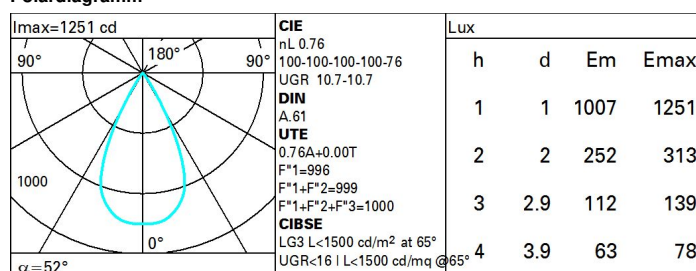 Imax=1251 cd
90° 180° 90°
1000
0°
α=52°
CIE
nL 0.76
100-100-100-100-76
UGR 10.7-10.7
DIN
A.61
UTE
0.76A+0.00T
F"1=996
F"1+F"2=999
F"1+F"2+F"3=1000
CIBSE
LG3 L<1500 cd/m² at 65°
UGR<16 | L<1500 cd/mq @65°
Lux
h d Em Emax
1 1 1007 1251
2 2 252 313
3 2.9 112 139
4 3.9 63 78